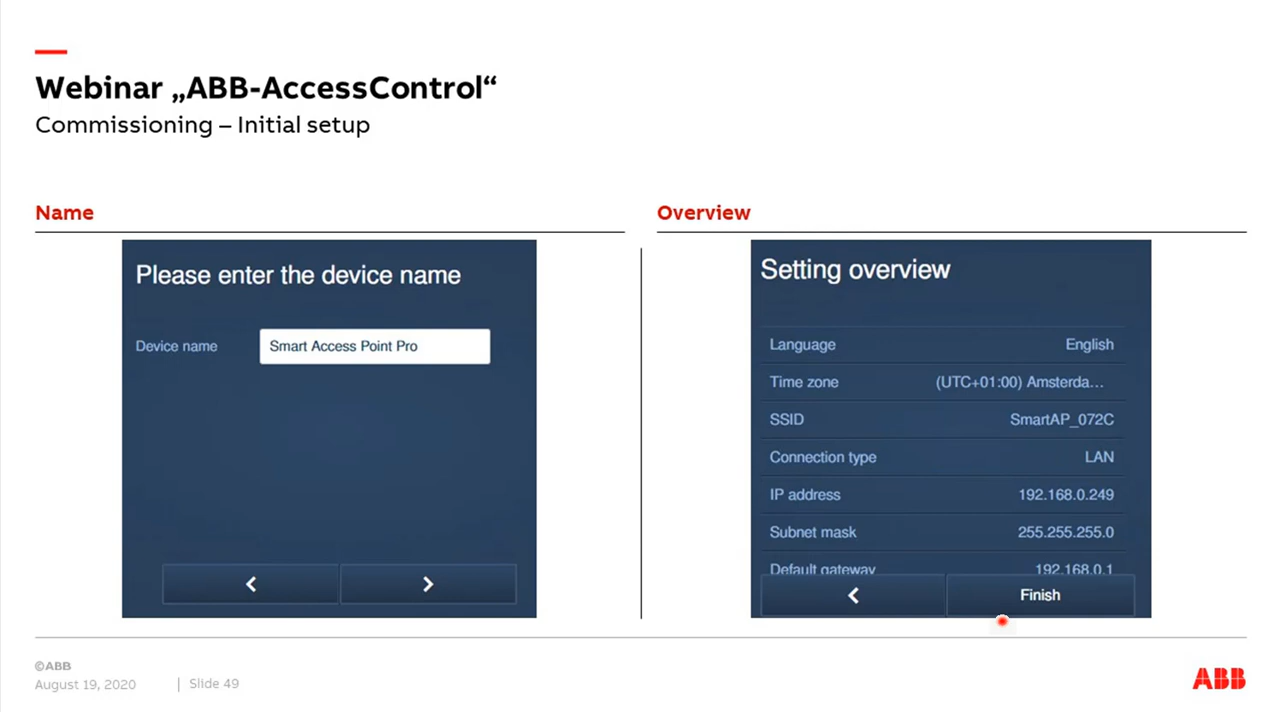 Webinar „ABB-AccessControl“
Commissioning – Initial setup
Name
Please enter the device name
Device name Smart Access Point Pro
Overview
Setting overview
Language English
Time zone (UTC+01:00) Amsterda...
SSID SmartAP_072C
Connection type LAN
IP address 192.168.0.249
Subnet mask 255.255.255.0
Default gateway 192.168.0.1
Finish
©ABB
August 19, 2020 | Slide 49
ABB